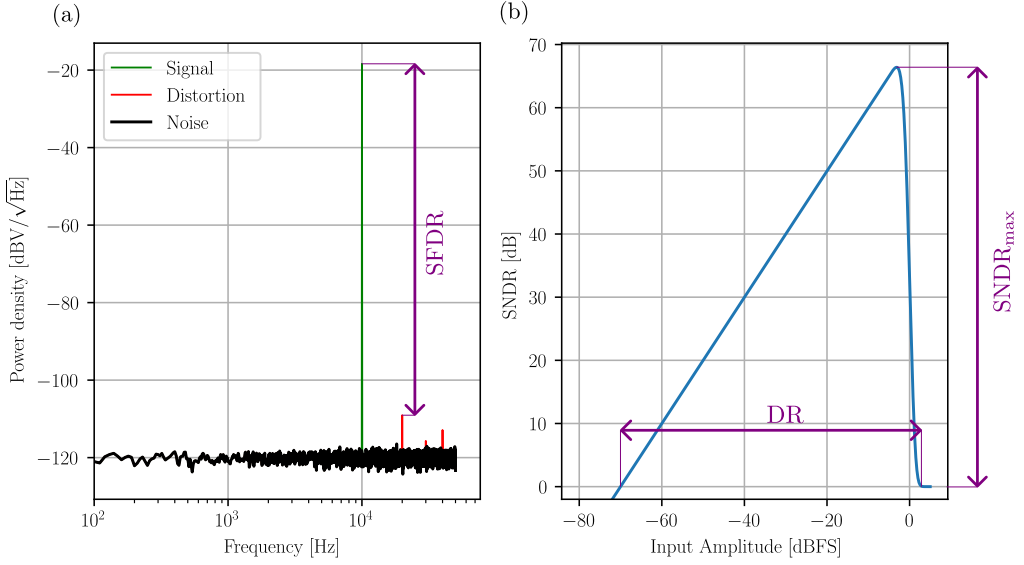 (a)
Signal
Distortion
Noise
SFDR
−20
−40
−60
−80
−100
−120
10²
10³
10⁴
Frequency [Hz]
Power density [dBV/√Hz]
(b)
70
60
50
40
30
20
10
0
−80
−60
−40
−20
0
Input Amplitude [dBFS]
SNDR [dB]
DR
SNDRmax